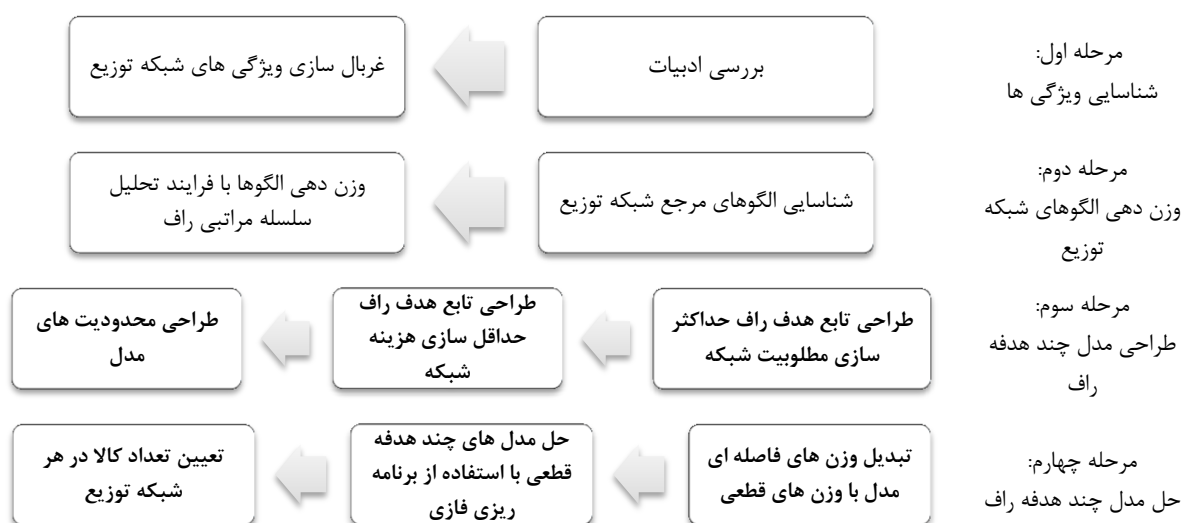 مرحله اول:
شناسایی ویژگی ها
بررسی ادبیات
غربال سازی ویژگی های شبکه توزیع
مرحله دوم:
وزن دهی الگوهای شبکه
توزیع
شناسایی الگوهای مرجع شبکه توزیع
وزن دهی الگوها با فرایند تحلیل
سلسله مراتبی راف
مرحله سوم:
طراحی مدل چند هدفه
راف
طراحی تابع هدف راف حداکثر
سازی مطلوبیت شبکه
طراحی تابع هدف راف
حداقل سازی هزینه
شبکه
طراحی محدودیت های
مدل
مرحله چهارم:
حل مدل چند هدفه راف
تبدیل وزن های فاصله ای
مدل با وزن های قطعی
حل مدل های چند هدفه
قطعی با استفاده از برنامه
ریزی فازی
تعیین تعداد کالا در هر
شبکه توزیع